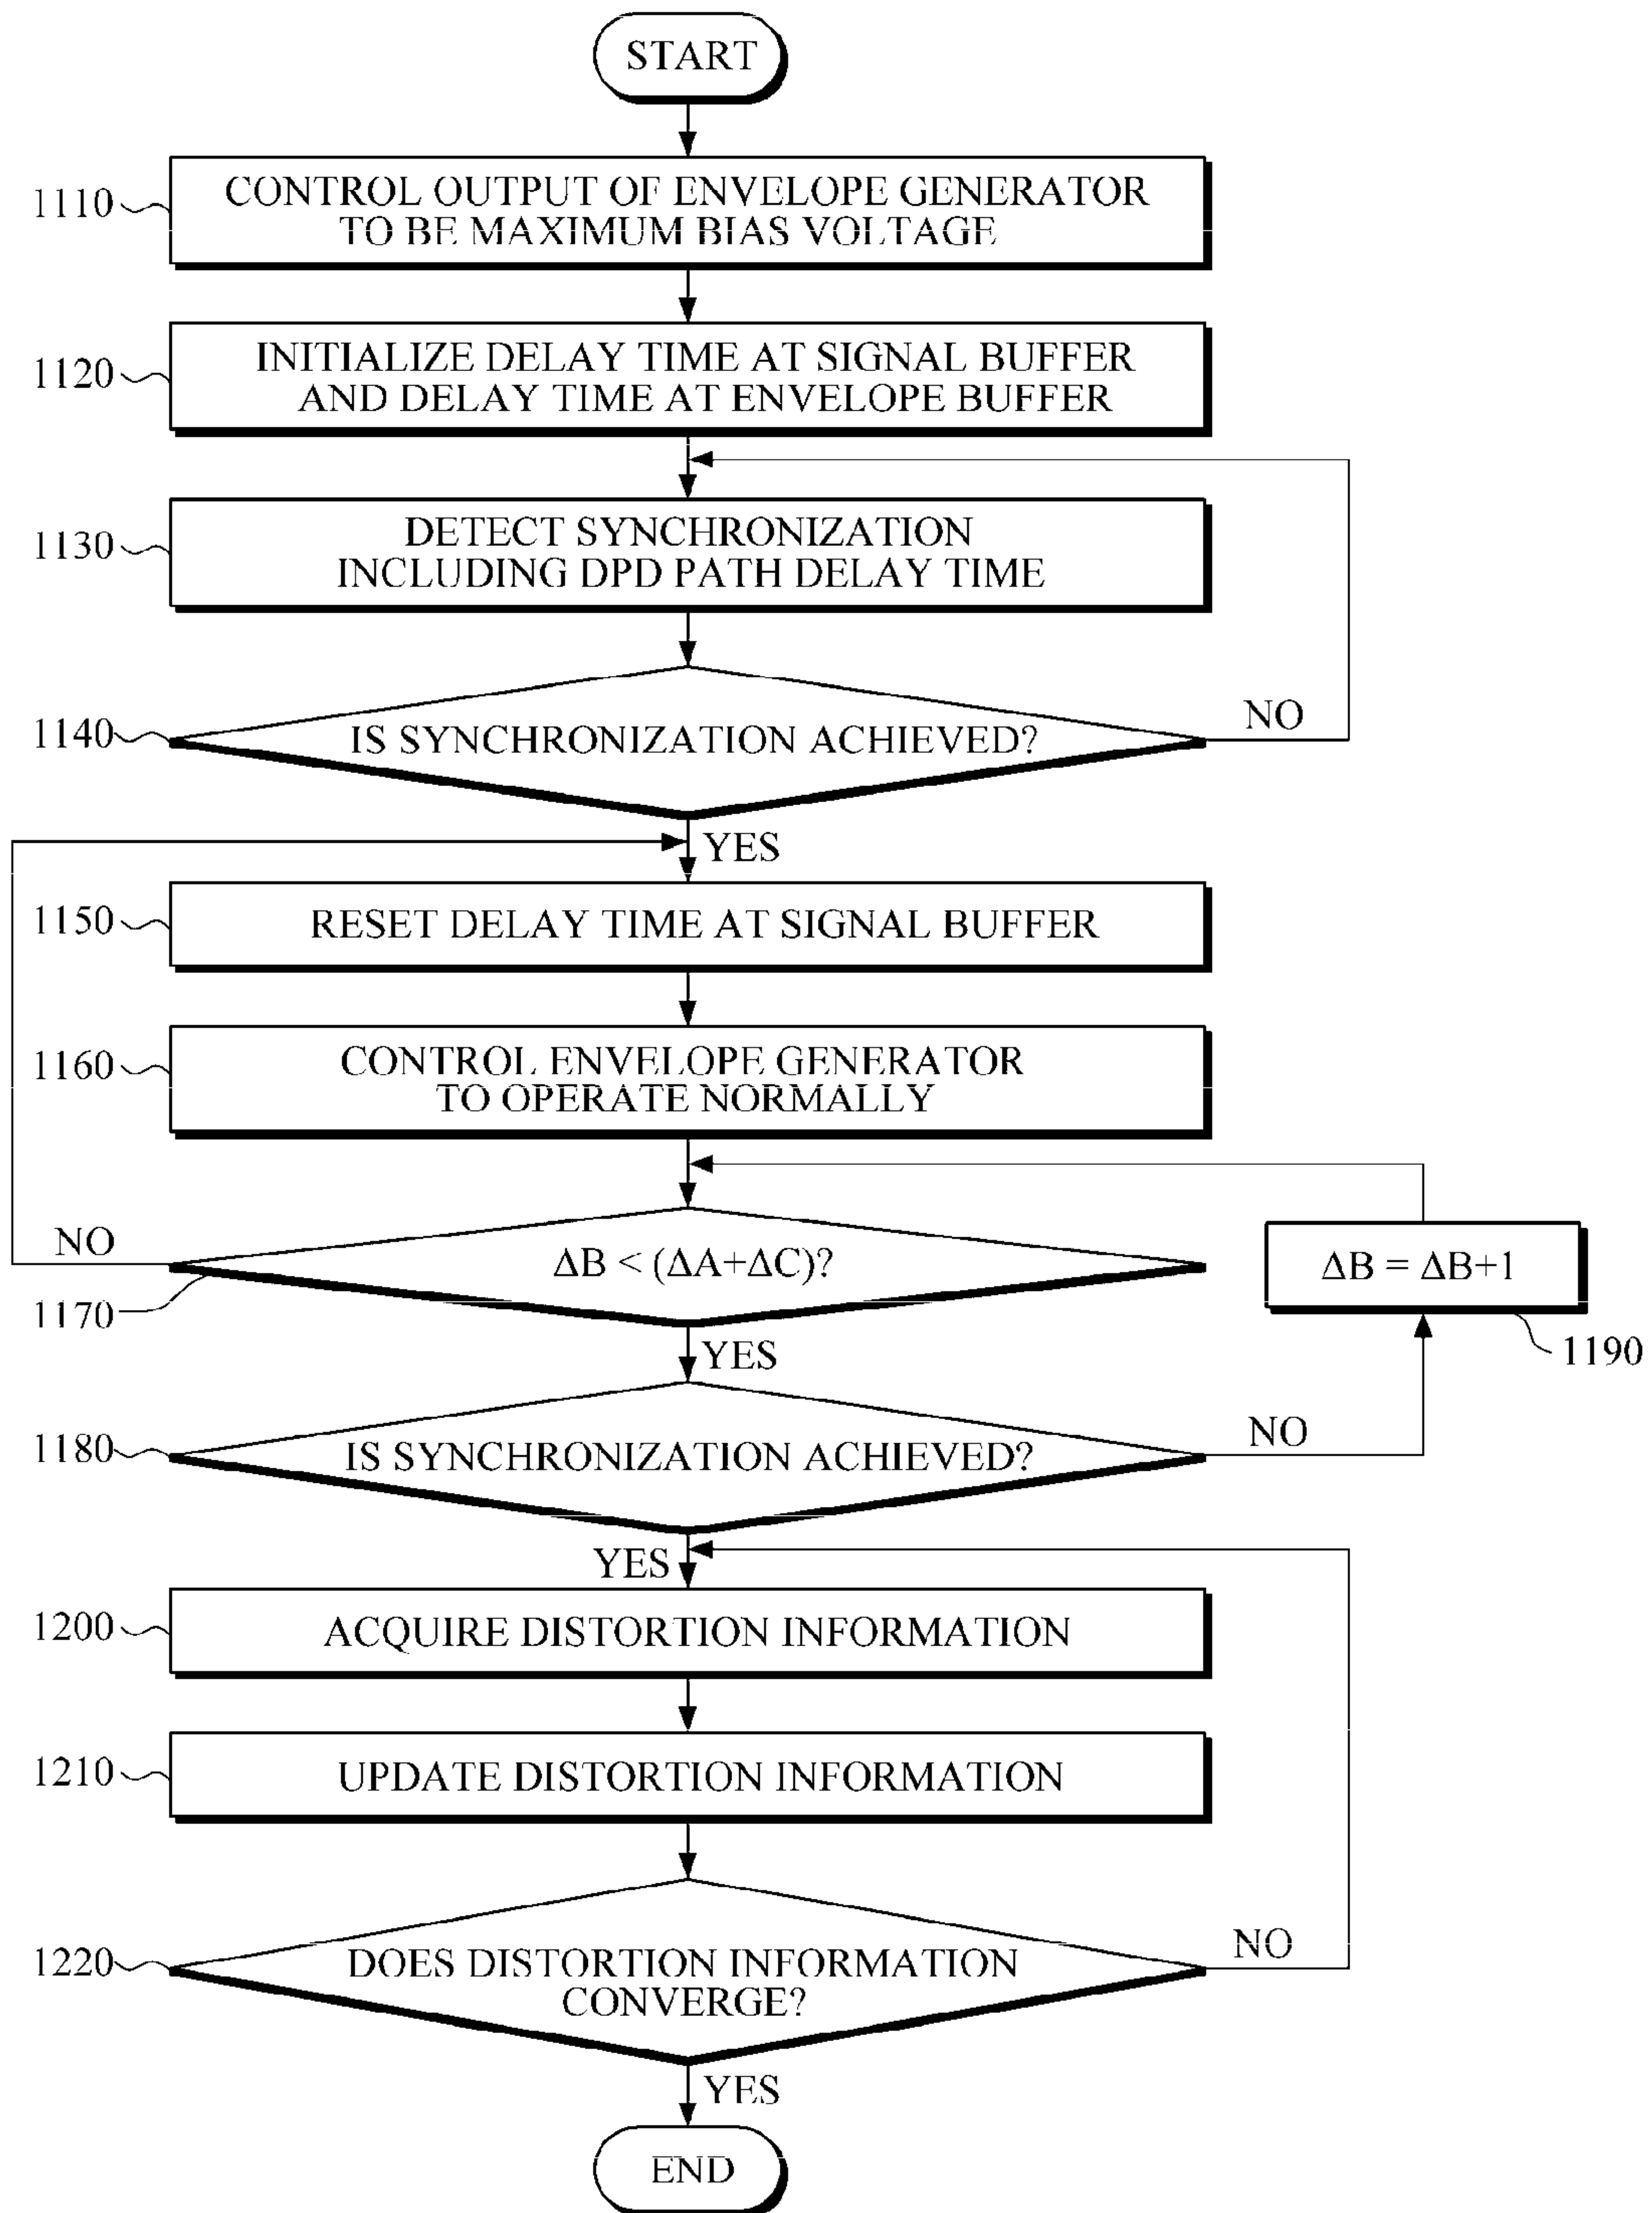 START
1110
CONTROL OUTPUT OF ENVELOPE GENERATOR
TO BE MAXIMUM BIAS VOLTAGE
1120
INITIALIZE DELAY TIME AT SIGNAL BUFFER
AND DELAY TIME AT ENVELOPE BUFFER
1130
DETECT SYNCHRONIZATION
INCLUDING DPD PATH DELAY TIME
1140
IS SYNCHRONIZATION ACHIEVED?
NO
YES
1150
RESET DELAY TIME AT SIGNAL BUFFER
1160
CONTROL ENVELOPE GENERATOR
TO OPERATE NORMALLY
NO
ΔB < (ΔA+ΔC)?
1170
ΔB = ΔB+1
1190
YES
1180
IS SYNCHRONIZATION ACHIEVED?
NO
YES
1200
ACQUIRE DISTORTION INFORMATION
1210
UPDATE DISTORTION INFORMATION
1220
DOES DISTORTION INFORMATION
CONVERGE?
NO
YES
END